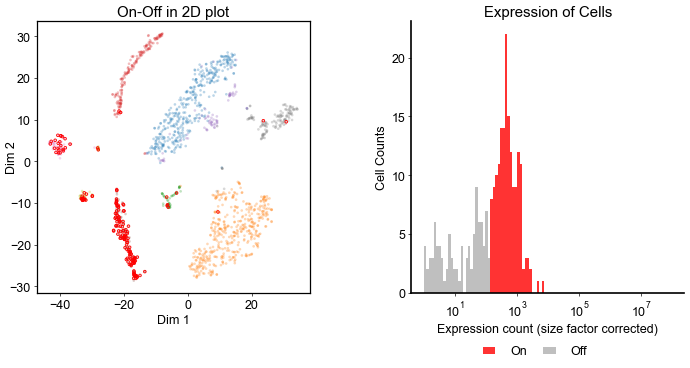 On-Off in 2D plot
30
20
10
0
−10
−20
−30
Dim 2
−40
−20
0
20
Dim 1
Expression of Cells
20
15
10
5
0
Cell Counts
10^1
10^3
10^5
10^7
Expression count (size factor corrected)
On
Off